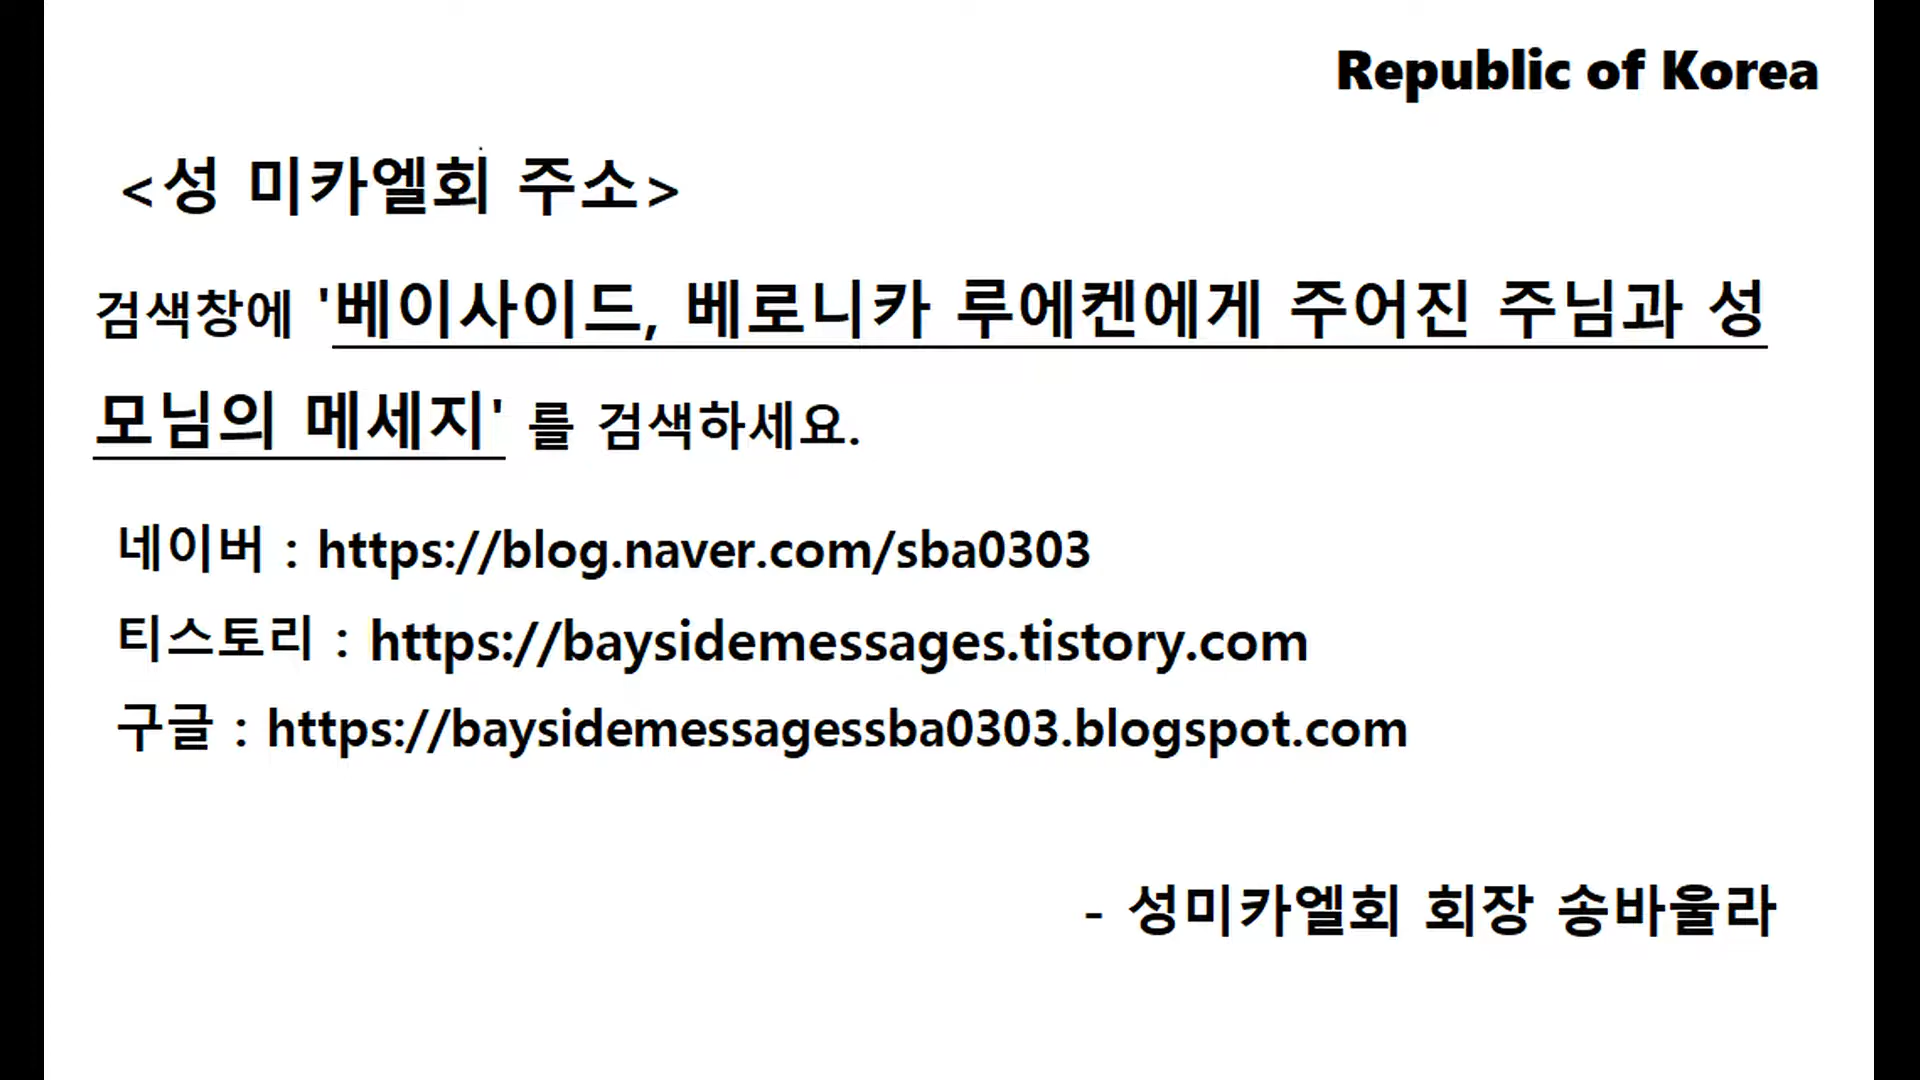 Republic of Korea
<성 미카엘회 주소>
검색창에 '베이사이드, 베로니카 루에켄에게 주어진 주님과 성
모님의 메세지' 를 검색하세요.
네이버 : https://blog.naver.com/sba0303
티스토리 : https://baysidemessages.tistory.com
구글 : https://baysidemessagessba0303.blogspot.com
- 성미카엘회 회장 송바울라